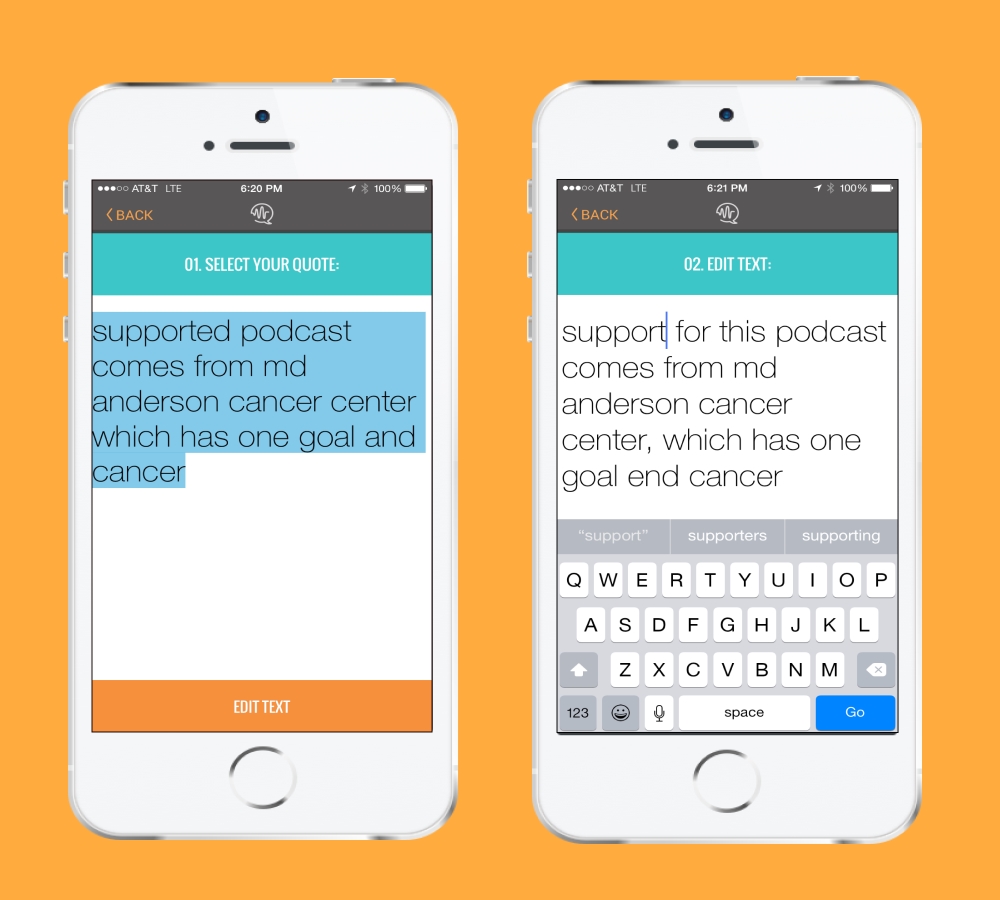 AT&T LTE 6:20 PM 100%
BACK
01. SELECT YOUR QUOTE:
supported podcast
comes from md
anderson cancer center
which has one goal and
cancer
EDIT TEXT
AT&T LTE 6:21 PM 100%
BACK
02. EDIT TEXT:
support for this podcast
comes from md
anderson cancer
center, which has one
goal end cancer
“support” supporters supporting
Q W E R T Y U I O P
A S D F G H J K L
Z X C V B N M
123 space Go